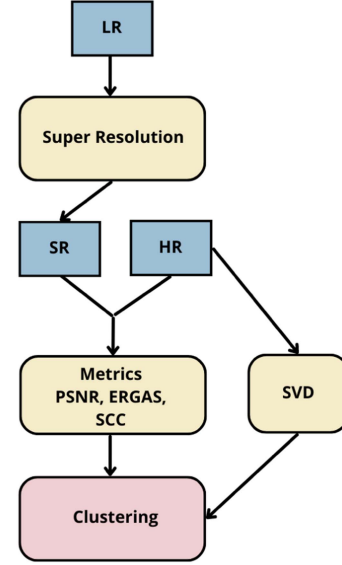 LR
Super Resolution
SR
HR
Metrics
PSNR, ERGAS,
SCC
SVD
Clustering